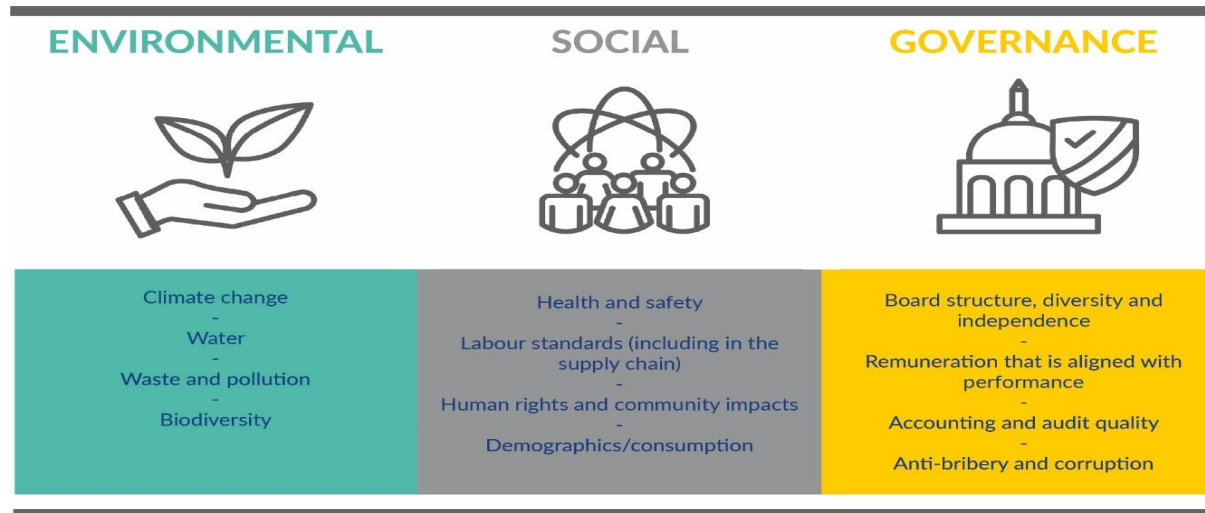 ENVIRONMENTAL
Climate change
-
Water
-
Waste and pollution
-
Biodiversity
SOCIAL
Health and safety
-
Labour standards (including in the
supply chain)
-
Human rights and community impacts
-
Demographics/consumption
GOVERNANCE
Board structure, diversity and
independence
-
Remuneration that is aligned with
performance
-
Accounting and audit quality
-
Anti-bribery and corruption